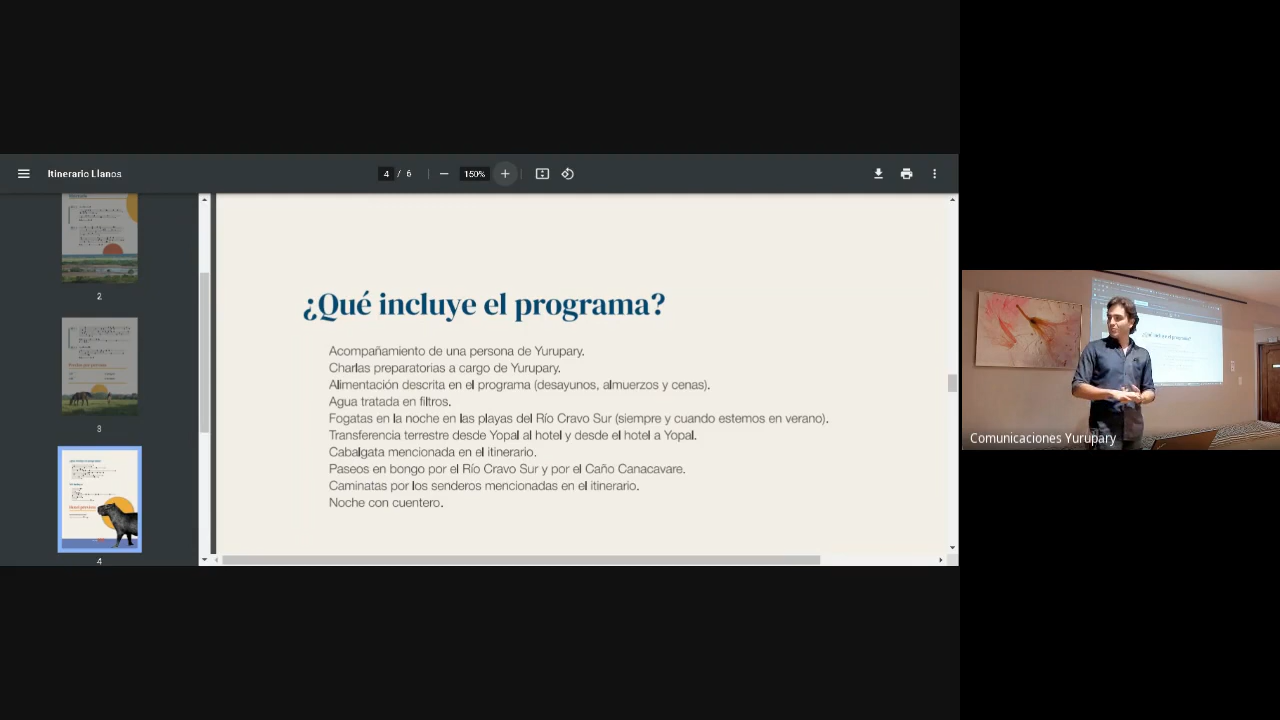 Itinerario Llanos
4 / 6
150%
2
3
4
¿Qué incluye el programa?
Acompañamiento de una persona de Yurupary.
Charlas preparatorias a cargo de Yurupary.
Alimentación descrita en el programa (desayunos, almuerzos y cenas).
Agua tratada en filtros.
Fogatas en la noche en las playas del Río Cravo Sur (siempre y cuando estemos en verano).
Transferencia terrestre desde Yopal al hotel y desde el hotel a Yopal.
Cabalgata mencionada en el itinerario.
Paseos en bongo por el Río Cravo Sur y por el Caño Canacavare.
Caminatas por los senderos mencionadas en el itinerario.
Noche con cuentero.
¿Qué incluye el programa?
Comunicaciones Yurupary